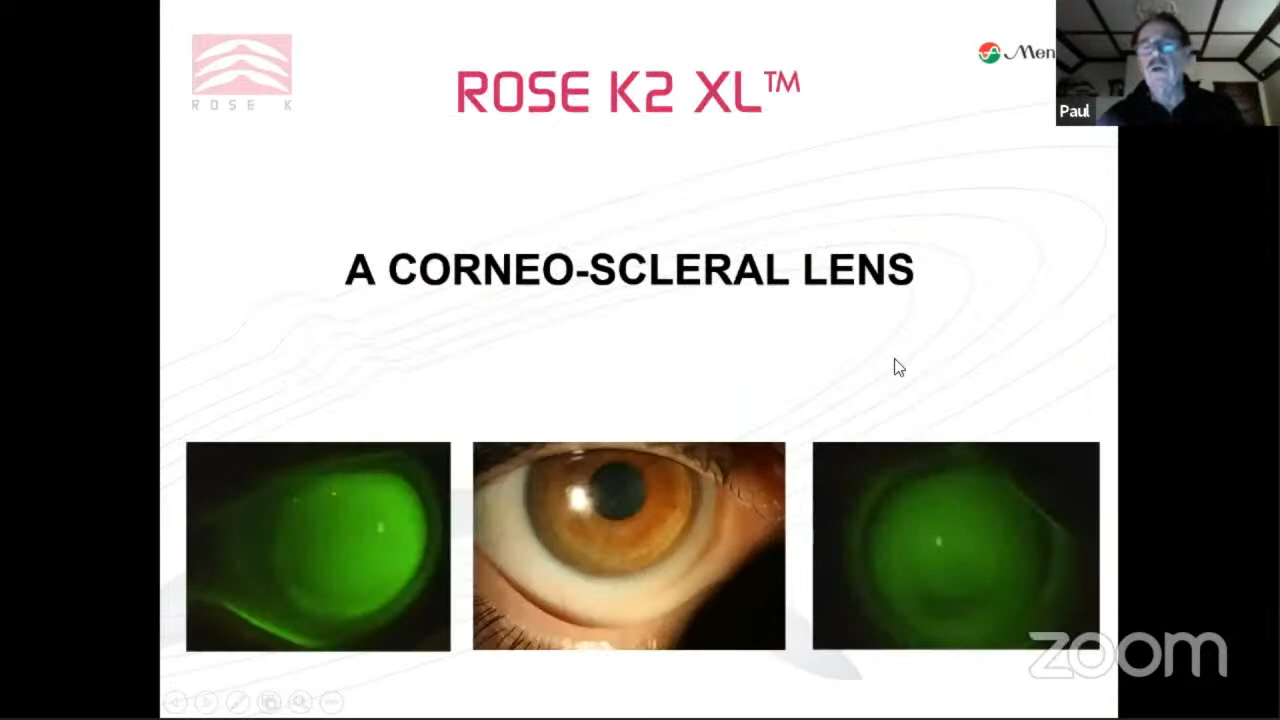 ROSE K
ROSE K2 XL™
Men
Paul
A CORNEO-SCLERAL LENS
zoom